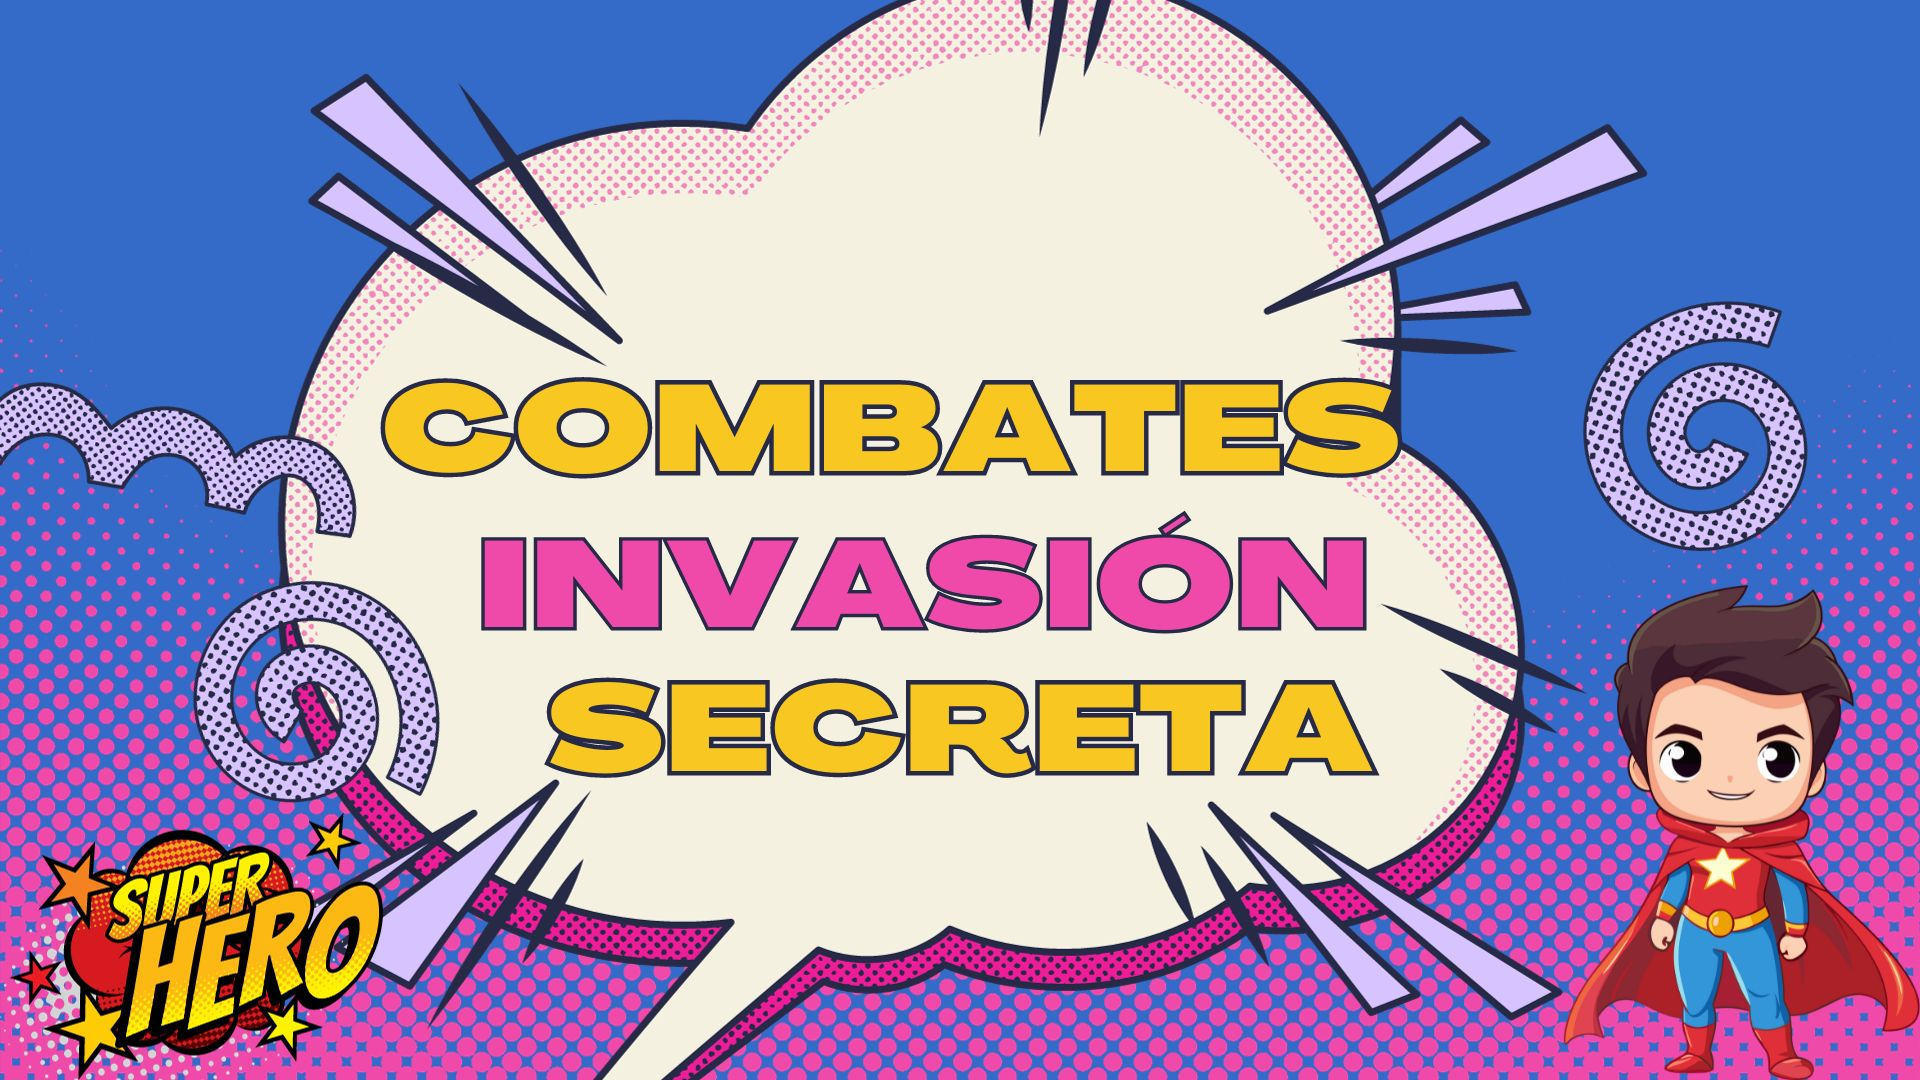 COMBATES
INVASIÓN
SECRETA
SUPER
HERO